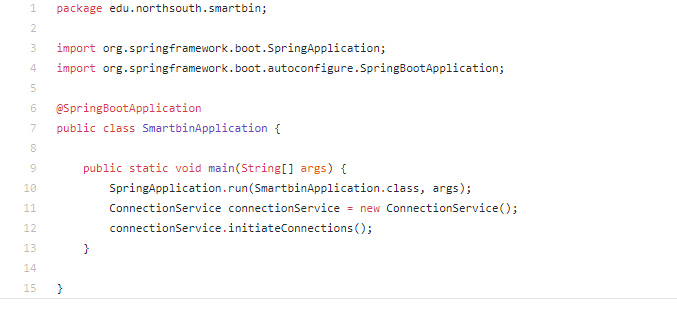 1 package edu.northsouth.smartbin;
2
3 import org.springframework.boot.SpringApplication;
4 import org.springframework.boot.autoconfigure.SpringBootApplication;
5
6 @SpringBootApplication
7 public class SmartbinApplication {
8
9     public static void main(String[] args) {
10         SpringApplication.run(SmartbinApplication.class, args);
11         ConnectionService connectionService = new ConnectionService();
12         connectionService.initiateConnections();
13     }
14
15 }